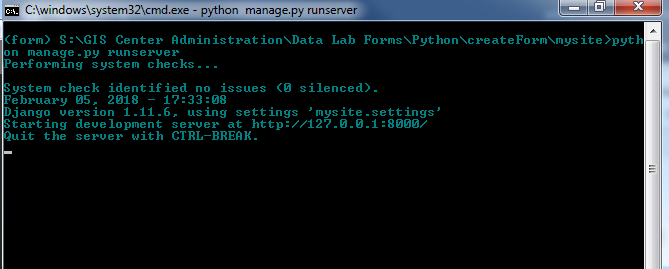 C:\windows\system32\cmd.exe - python  manage.py runserver
(form) S:\GIS Center Administration\Data Lab Forms\Python\createForm\mysite>pyth
on manage.py runserver
Performing system checks...
System check identified no issues (0 silenced).
February 05, 2018 - 17:33:08
Django version 1.11.6, using settings 'mysite.settings'
Starting development server at http://127.0.0.1:8000/
Quit the server with CTRL-BREAK.